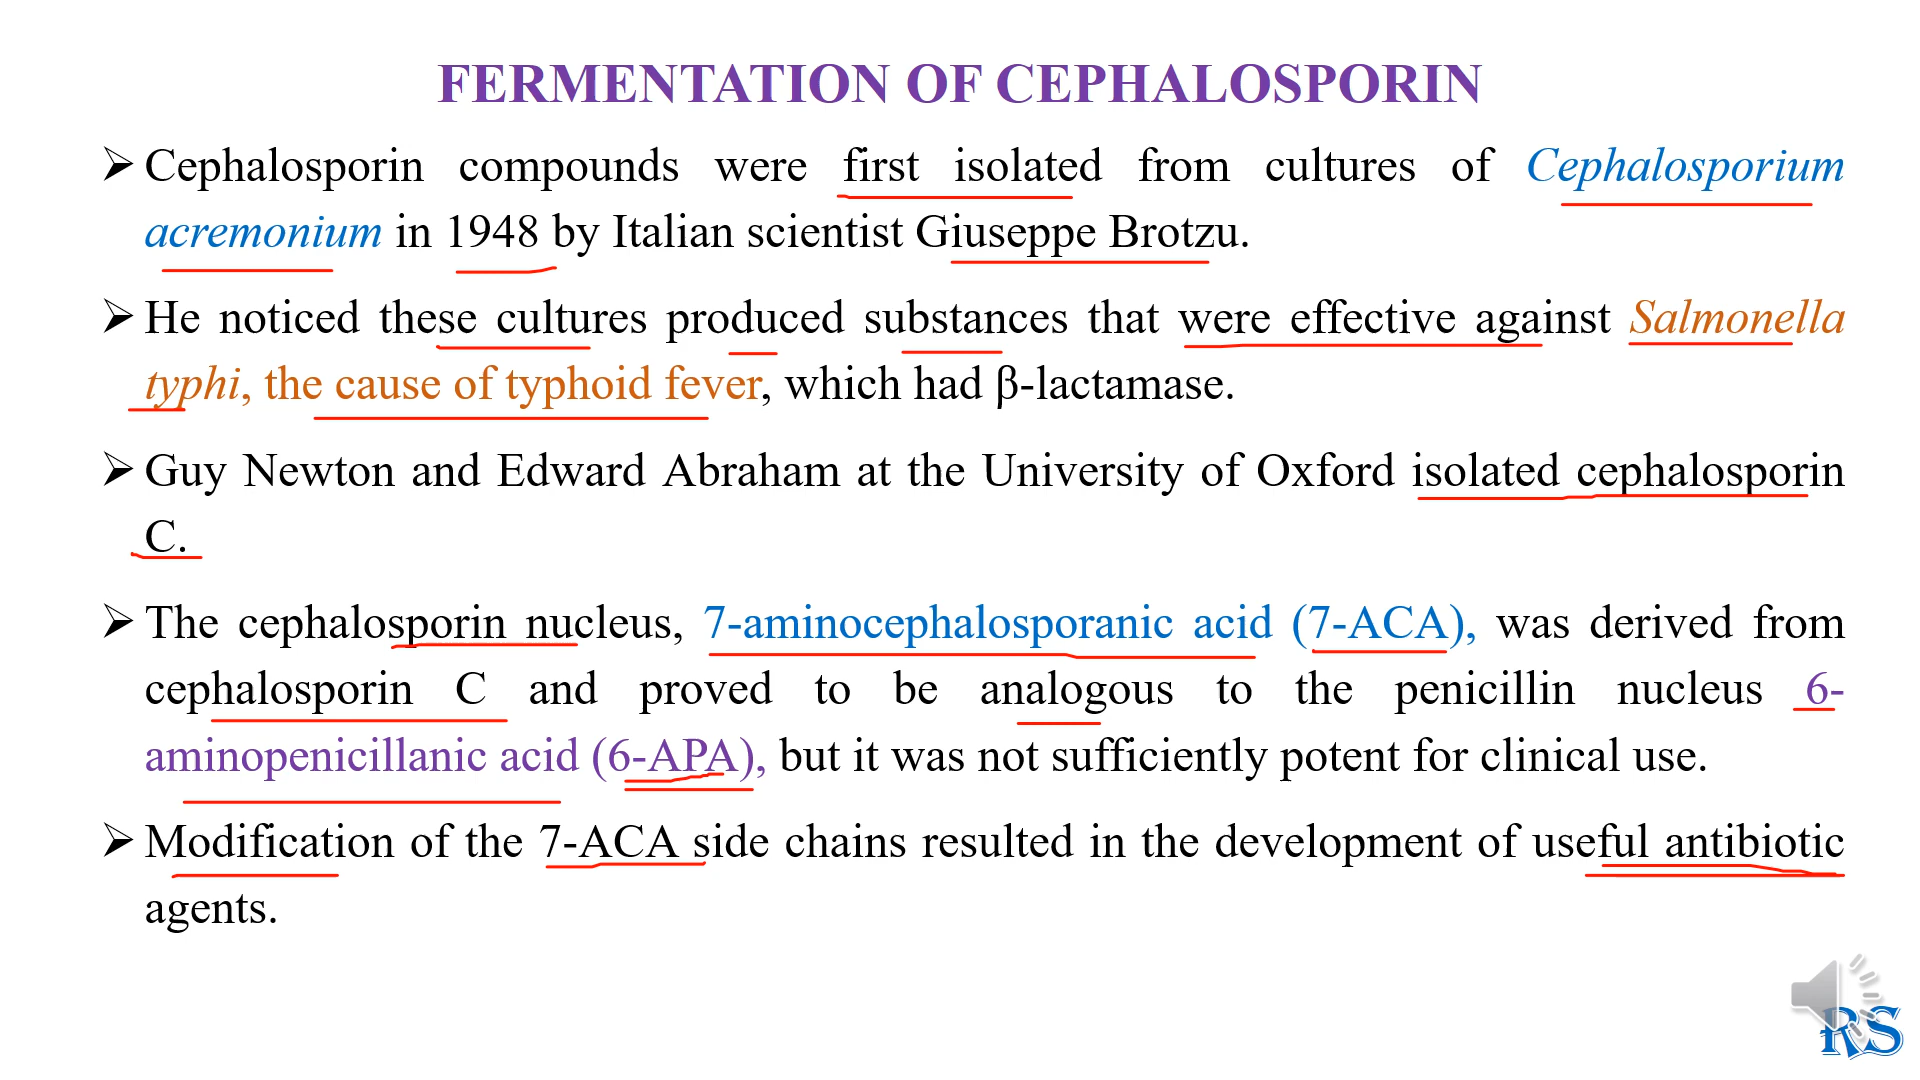 FERMENTATION OF CEPHALOSPORIN
➢ Cephalosporin compounds were first isolated from cultures of Cephalosporium
acremonium in 1948 by Italian scientist Giuseppe Brotzu.
➢ He noticed these cultures produced substances that were effective against Salmonella
typhi, the cause of typhoid fever, which had β-lactamase.
➢ Guy Newton and Edward Abraham at the University of Oxford isolated cephalosporin
C.
➢ The cephalosporin nucleus, 7-aminocephalosporanic acid (7-ACA), was derived from
cephalosporin C and proved to be analogous to the penicillin nucleus 6-
aminopenicillanic acid (6-APA), but it was not sufficiently potent for clinical use.
➢ Modification of the 7-ACA side chains resulted in the development of useful antibiotic
agents.
RS